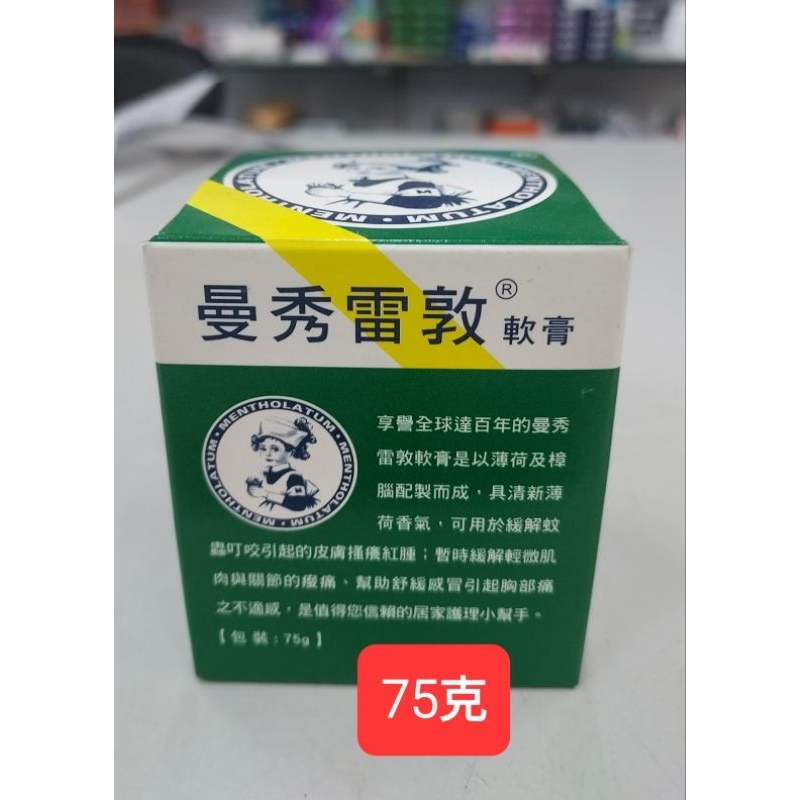 MENTHOLATUM · MENTHOLATUM
曼秀雷敦® 軟膏
MENTHOLATUM · MENTHOLATUM · MENTHOLATUM
享譽全球達百年的曼秀
雷敦軟膏是以薄荷及樟
腦配製而成，具清新薄
荷香氣，可用於緩解蚊
蟲叮咬引起的皮膚搔癢紅腫；暫時緩解輕微肌
肉與關節的痠痛、幫助舒緩感冒引起胸部痛
之不適感，是值得您信賴的居家護理小幫手。
【包 裝：75g】
75克